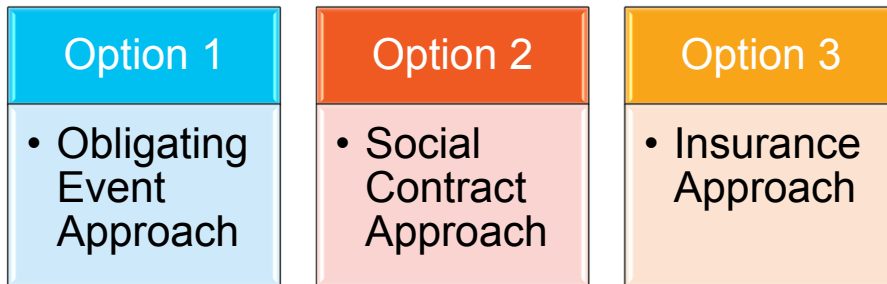 Option 1
• Obligating
Event
Approach
Option 2
• Social
Contract
Approach
Option 3
• Insurance
Approach